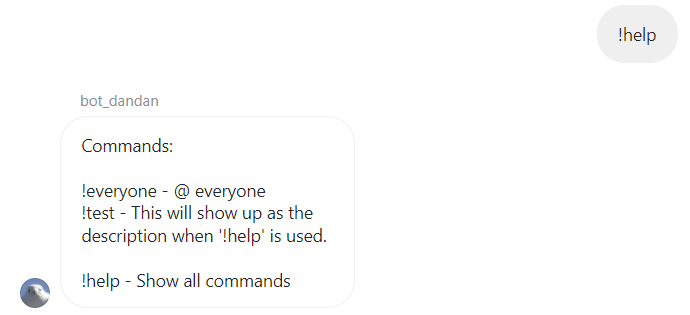 !help
bot_dandan
Commands:
!everyone - @ everyone
!test - This will show up as the
description when '!help' is used.
!help - Show all commands